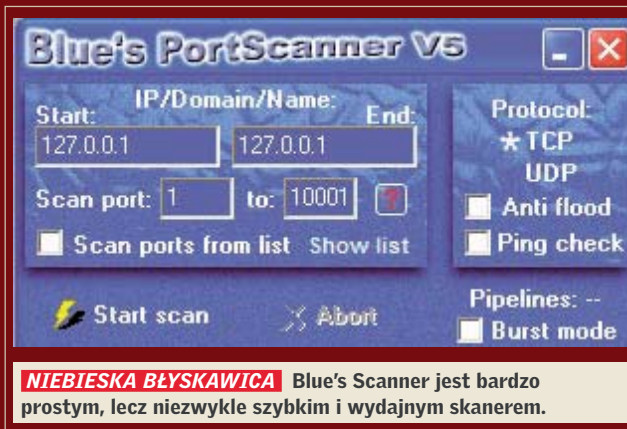 Blue's PortScanner V5
IP/Domain/Name:
Start: End:
127.0.0.1 127.0.0.1
Scan port: 1 to: 10001 ?
Scan ports from list Show list
Protocol:
* TCP
UDP
Anti flood
Ping check
Start scan Abort
Pipelines: --
Burst mode
NIEBIESKA BŁYSKAWICA Blue's Scanner jest bardzo
prostym, lecz niezwykle szybkim i wydajnym skanerem.